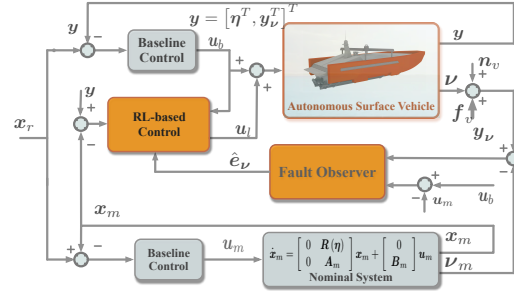 y = [η^T, y_ν^T]^T
y
−
Baseline
Control
u_b
+
+
y
ν
n_v
+
+
f_v
y_ν
Autonomous Surface Vehicle
y
+
−
RL-based
Control
u_l
x_r
ê_ν
Fault Observer
+
−
u_m
u_b
+
−
x_m
+
−
Baseline
Control
u_m
ẋ_m = [0 R(η) 0 A_m] x_m + [0 B_m] u_m
Nominal System
x_m
ν_m